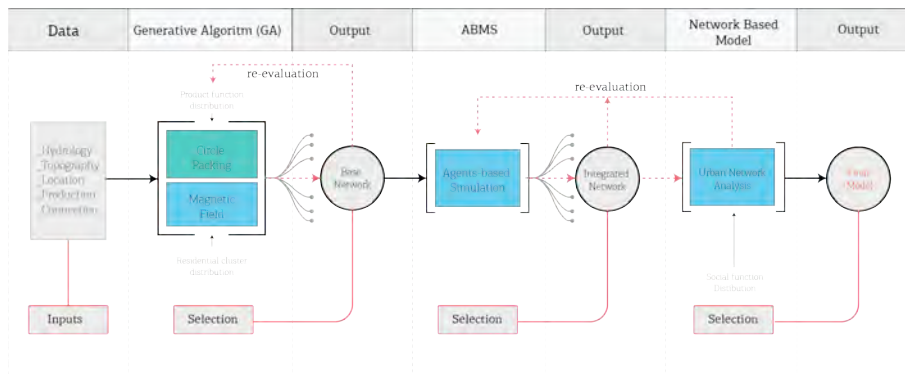 Data
Generative Algoritm (GA)
Output
ABMS
Output
Network Based
Model
Output
re-evaluation
re-evaluation
Product function
distribution
_Hydrology
_Topography
_Location
_Production
_Connection
Circle
Packing
Magnetic
Field
Base
Network
Agents-based
Simulation
Integrated
Network
Urban Network
Analysis
Final
Model
Residential cluster
distribution
Social function
Distribution
Inputs
Selection
Selection
Selection